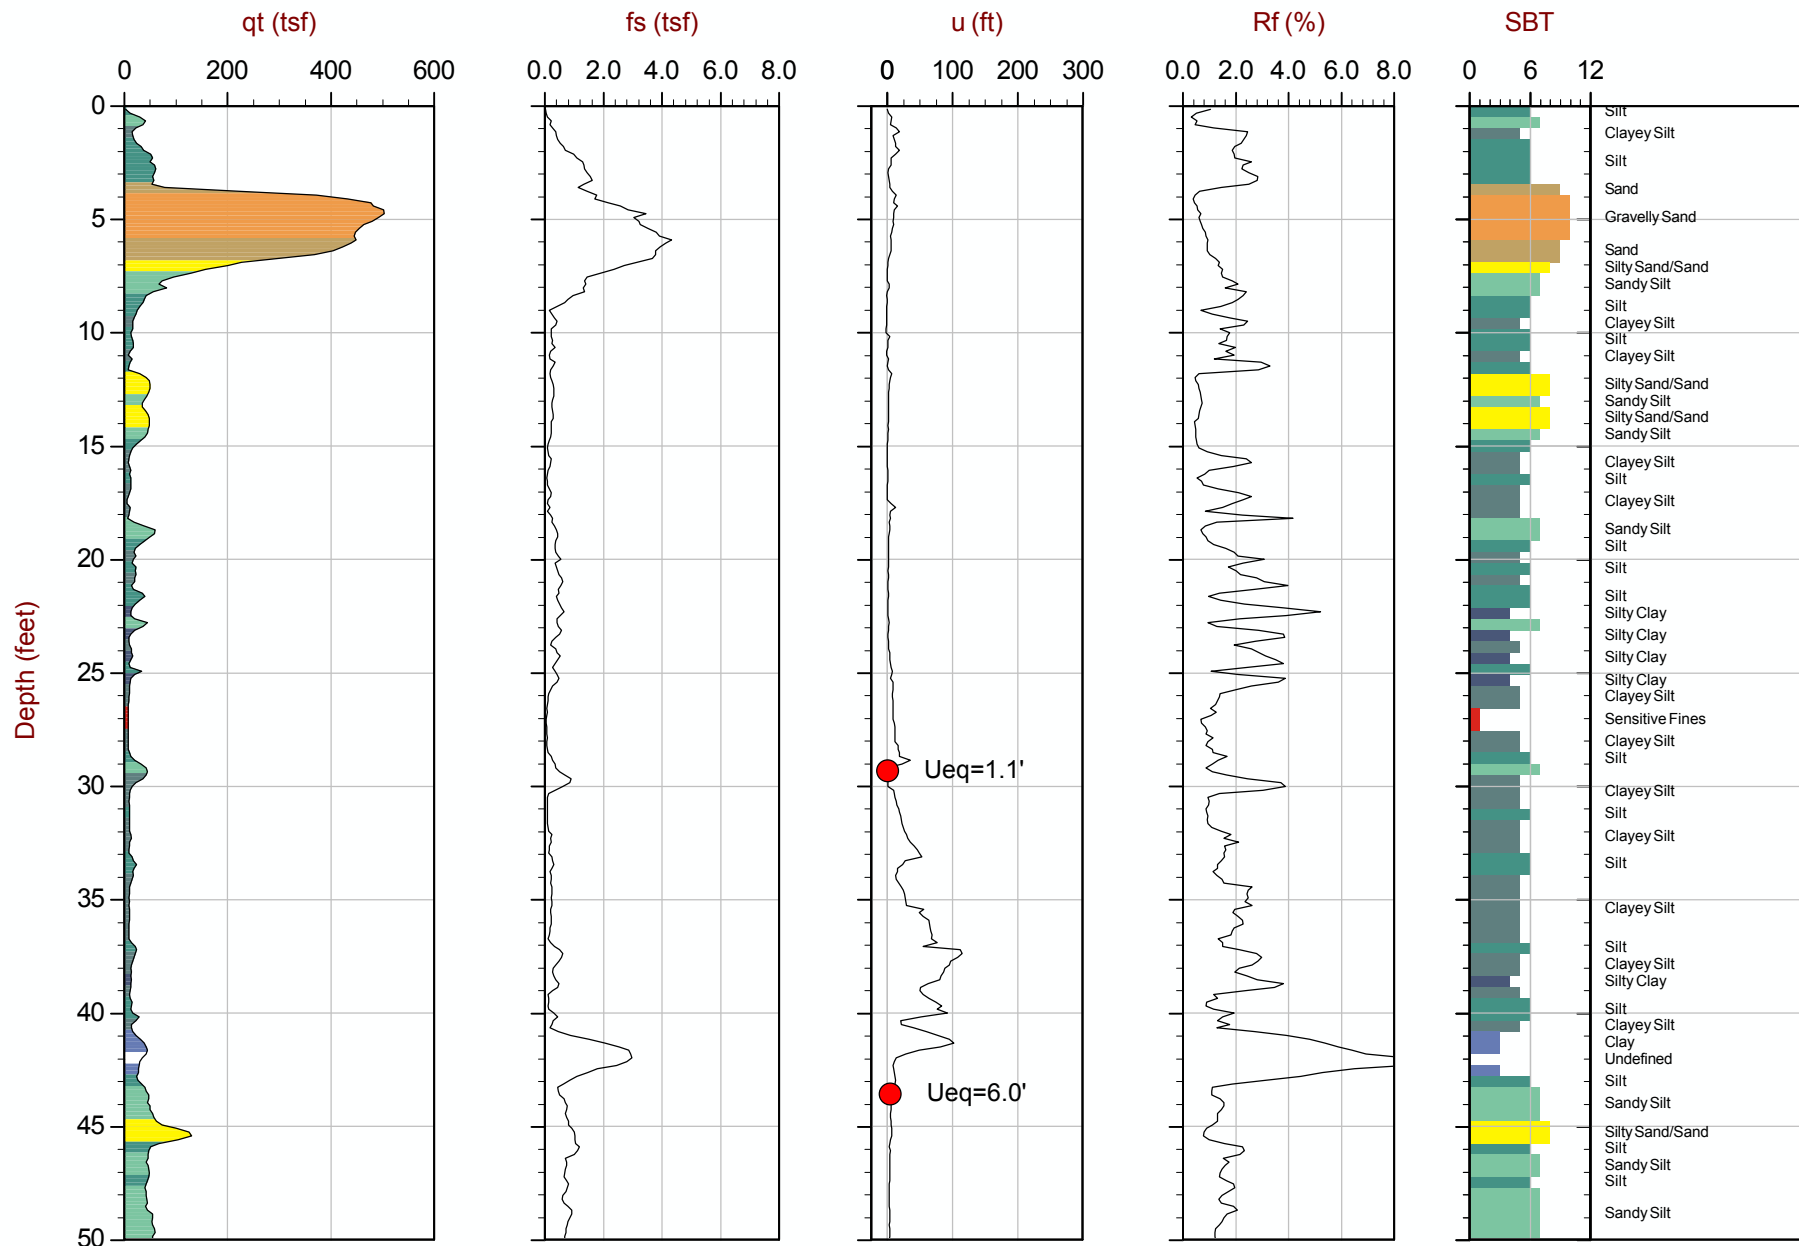 qt (tsf) fs (tsf) u (ft) Rf (%) SBT
0 200 400 600 0.0 2.0 4.0 6.0 8.0 0 100 200 300 0.0 2.0 4.0 6.0 8.0 0 6 12
0
Silt
Clayey Silt
Silt
Sand
5
Gravelly Sand
Sand
Silty Sand/Sand
Sandy Silt
Silt
Clayey Silt
10
Silt
Clayey Silt
Silty Sand/Sand
Sandy Silt
Silty Sand/Sand
Sandy Silt
15
Clayey Silt
Silt
Clayey Silt
Sandy Silt
Silt
20
Silt
Silt
Silty Clay
Silty Clay
Silty Clay
25
Silty Clay
Clayey Silt
Depth (feet)
Sensitive Fines
Clayey Silt
Silt
Ueq=1.1'
30
Clayey Silt
Silt
Clayey Silt
Silt
35
Clayey Silt
Silt
Clayey Silt
Silty Clay
Silt
40
Clayey Silt
Clay
Undefined
Silt
Ueq=6.0'
Sandy Silt
45
Silty Sand/Sand
Silt
Sandy Silt
Silt
Sandy Silt
50